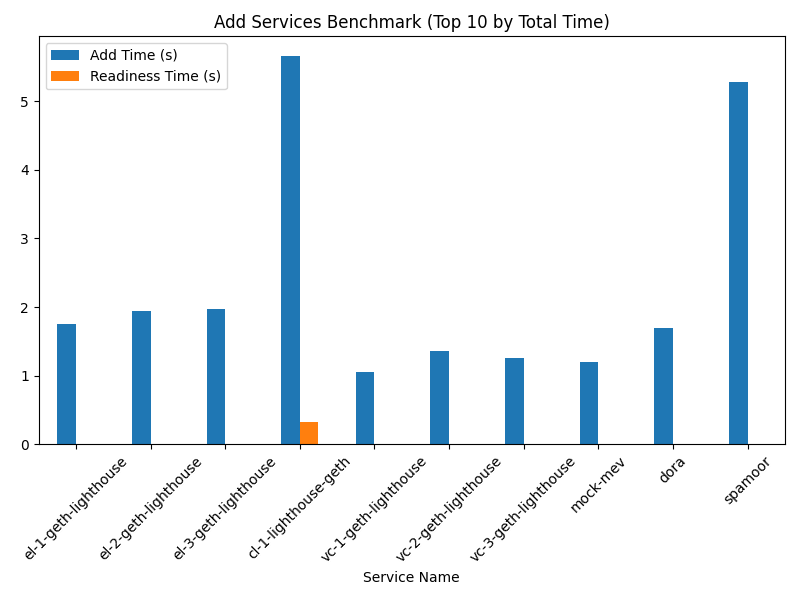 Add Services Benchmark (Top 10 by Total Time)
Add Time (s)
Readiness Time (s)
5
4
3
2
1
0
el-1-geth-lighthouse
el-2-geth-lighthouse
el-3-geth-lighthouse
cl-1-lighthouse-geth
vc-1-geth-lighthouse
vc-2-geth-lighthouse
vc-3-geth-lighthouse
mock-mev
dora
spamoor
Service Name